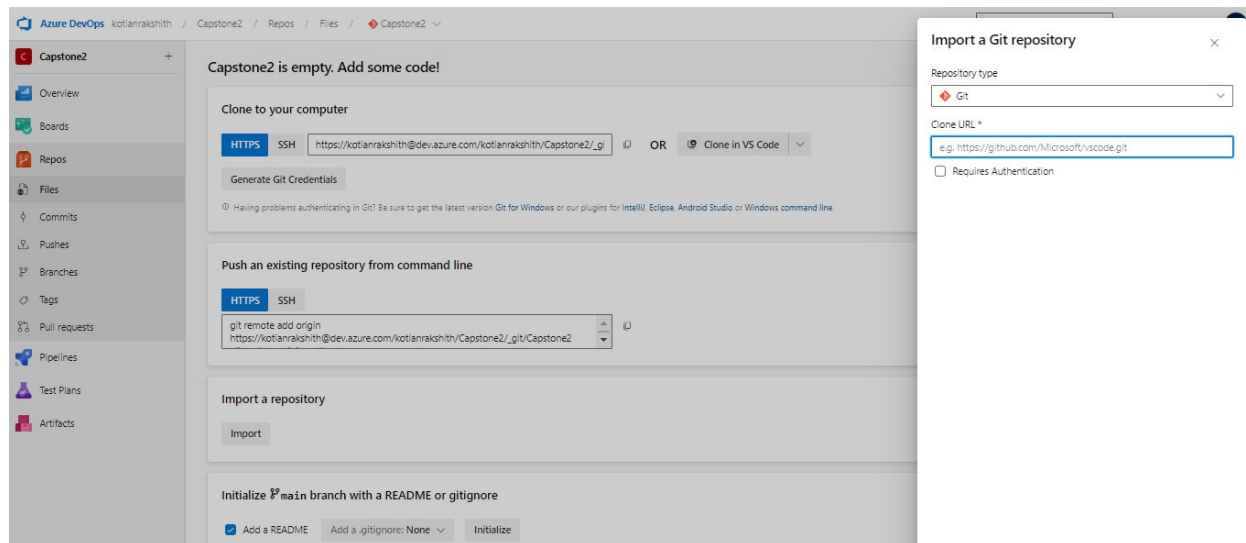 Azure DevOps kotianrakshith / Capstone2 / Repos / Files / Capstone2
C Capstone2 +
Overview
Boards
Repos
Files
Commits
Pushes
Branches
Tags
Pull requests
Pipelines
Test Plans
Artifacts
Capstone2 is empty. Add some code!
Clone to your computer
HTTPS SSH https://kotianrakshith@dev.azure.com/kotianrakshith/Capstone2/_gi OR Clone in VS Code
Generate Git Credentials
Having problems authenticating in Git? Be sure to get the latest version Git for Windows or our plugins for IntelliJ, Eclipse, Android Studio or Windows command line.
Push an existing repository from command line
HTTPS SSH
git remote add origin
https://kotianrakshith@dev.azure.com/kotianrakshith/Capstone2/_git/Capstone2
Import a repository
Import
Initialize main branch with a README or gitignore
Add a README Add a .gitignore: None Initialize
Import a Git repository
Repository type
Git
Clone URL *
e.g. https://github.com/Microsoft/vscode.git
Requires Authentication